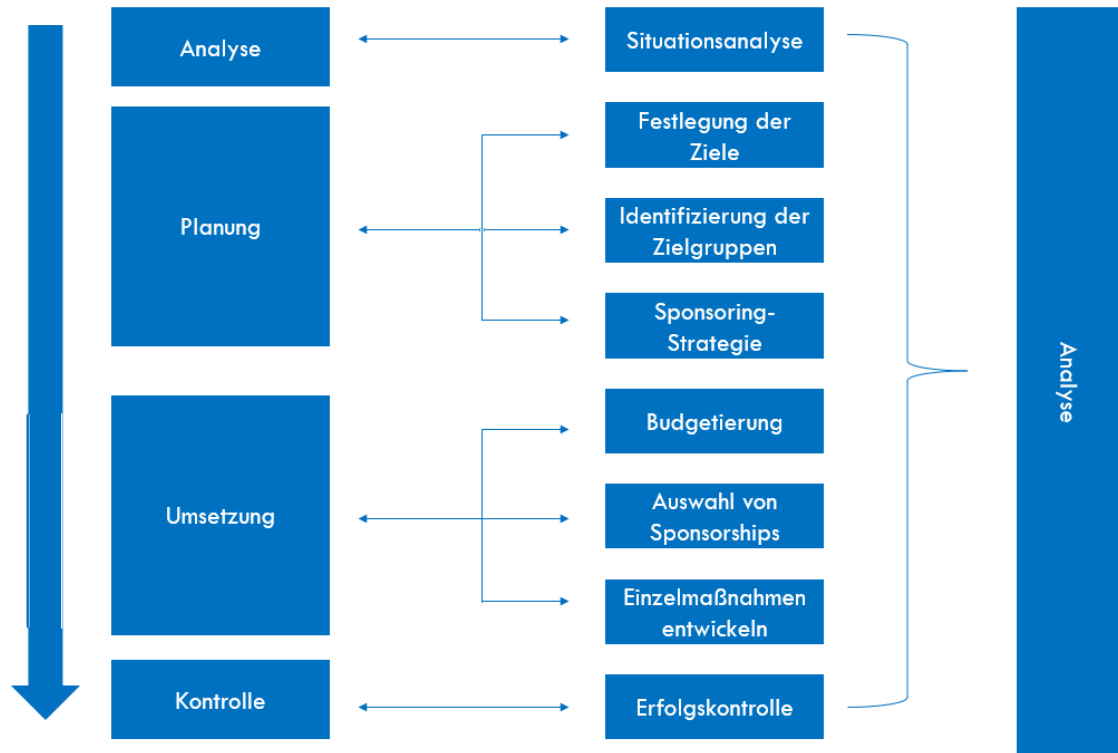 Analyse
Situationsanalyse
Festlegung der
Ziele
Planung
Identifizierung der
Zielgruppen
Sponsoring-
Strategie
Budgetierung
Umsetzung
Auswahl von
Sponsorships
Einzelmaßnahmen
entwickeln
Kontrolle
Erfolgskontrolle
Analyse